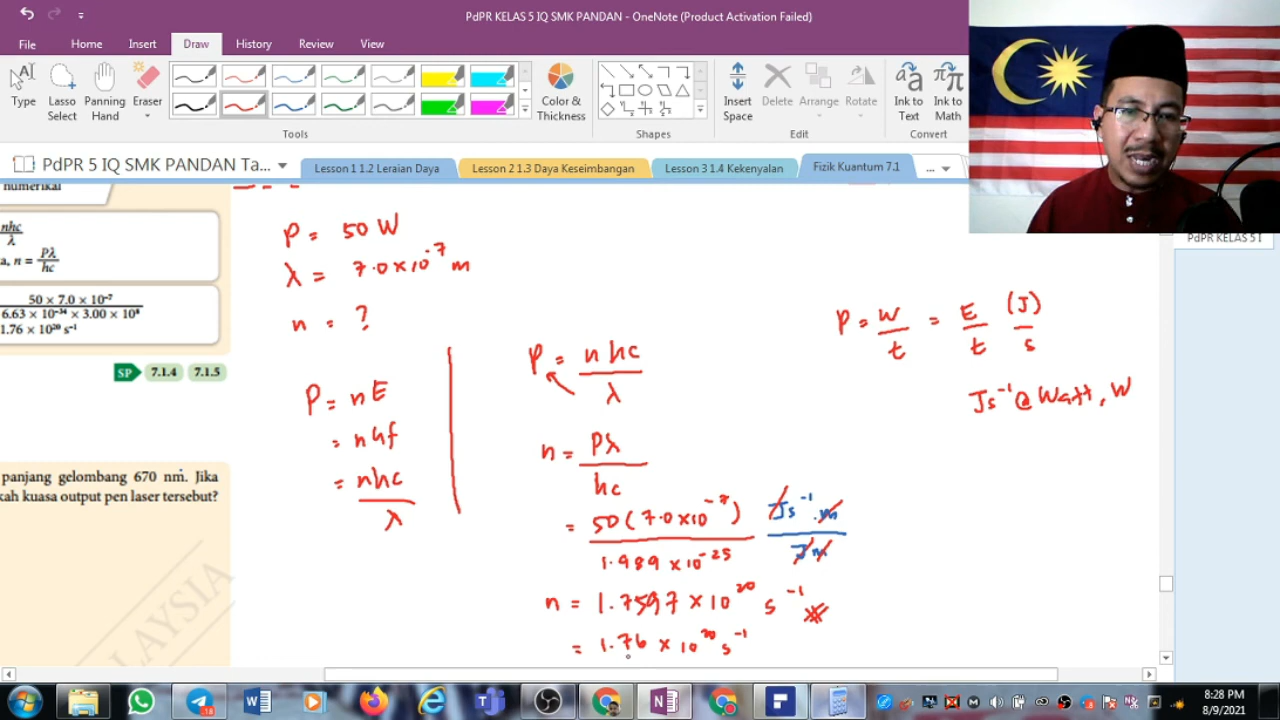 PdPR KELAS 5 IQ SMK PANDAN - OneNote (Product Activation Failed)
File Home Insert Draw History Review View
Type
Lasso Select
Panning Hand
Eraser
Color & Thickness
Insert Space
Delete
Arrange
Rotate
Ink to Text
Ink to Math
Tools
Shapes
Edit
Convert
PdPR 5 IQ SMK PANDAN Ta...
Lesson 1 1.2 Leraian Daya
Lesson 2 1.3 Daya Keseimbangan
Lesson 3 1.4 Kekenyalan
Fizik Kuantum 7.1
...
PdPR KELAS 5 I
numerikal
nhc/λ
a, n = Pλ/hc
50 × 7.0 × 10⁻⁷
6.63 × 10⁻³⁴ × 3.00 × 10⁸
1.76 × 10²⁰ s⁻¹
SP 7.1.4 7.1.5
panjang gelombang 670 nm. Jika
kah kuasa output pen laser tersebut?
ALAYSIA
P = 50 W
λ = 7.0 × 10⁻⁷ m
n = ?
P = nE
= nhf
= nhc/λ
P = nhc/λ
n = Pλ/hc
= 50(7.0×10⁻⁷)/1.989 × 10⁻²⁵ Js⁻¹.m/Jm
n = 1.7597 × 10²⁰ s⁻¹
= 1.76 × 10²⁰ s⁻¹
P = W/t = E/t (J)/s
Js⁻¹ @ Watt, W
8:28 PM
8/9/2021